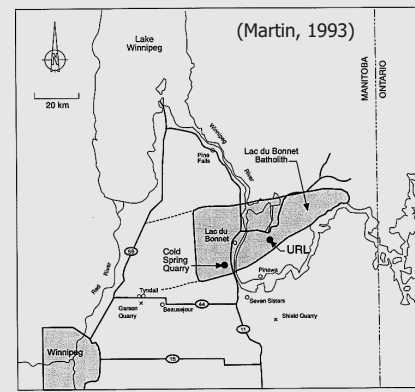 (Martin, 1993)
Lake
Winnipeg
20 km
MANITOBA
ONTARIO
Winnipeg
River
Pine
Falls
Lac du Bonnet
Batholith
Lac du
Bonnet
URL
Cold
Spring
Quarry
Pinawa
Red
River
59
Tyndall
Garson
Quarry
Beausejour
44
Seven Sisters
11
Shield Quarry
Winnipeg
15